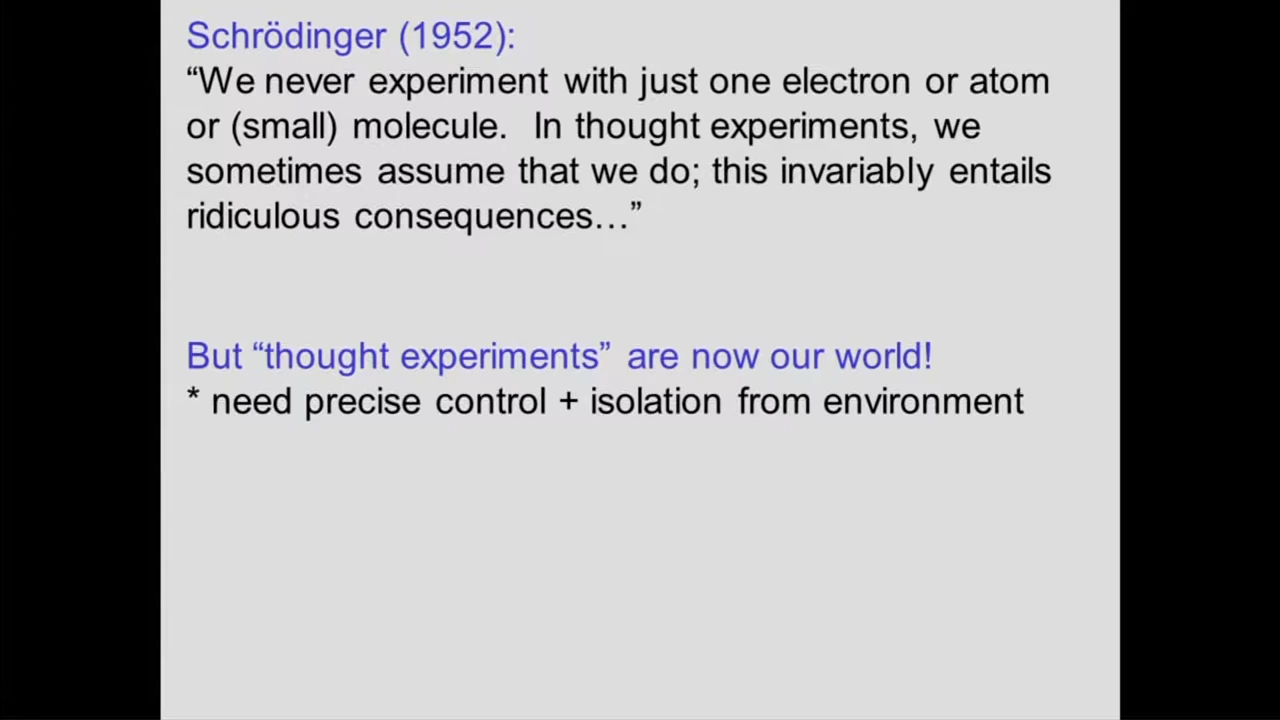 Schrödinger (1952):
“We never experiment with just one electron or atom
or (small) molecule.  In thought experiments, we
sometimes assume that we do; this invariably entails
ridiculous consequences…”
But “thought experiments” are now our world!
* need precise control + isolation from environment